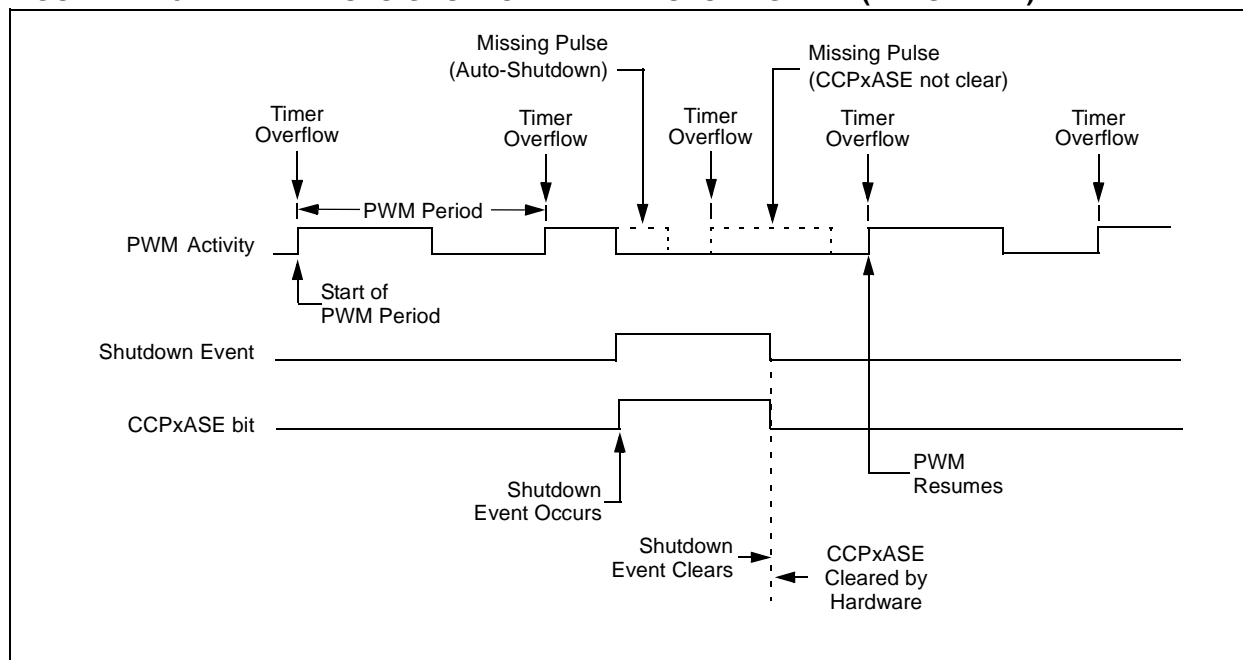 Missing Pulse
(Auto-Shutdown)
Missing Pulse
(CCPxASE not clear)
Timer
Overflow
Timer
Overflow
Timer
Overflow
Timer
Overflow
Timer
Overflow
PWM Period
PWM Activity
Start of
PWM Period
Shutdown Event
CCPxASE bit
Shutdown
Event Occurs
PWM
Resumes
Shutdown
Event Clears
CCPxASE
Cleared by
Hardware